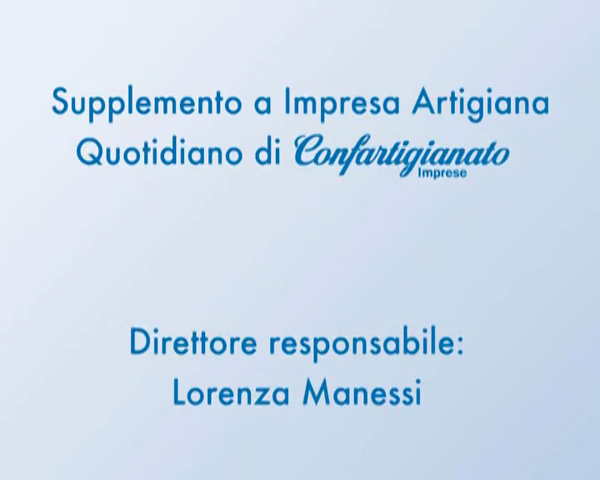 Supplemento a Impresa Artigiana
Quotidiano di Confartigianato
Imprese
Direttore responsabile:
Lorenza Manessi